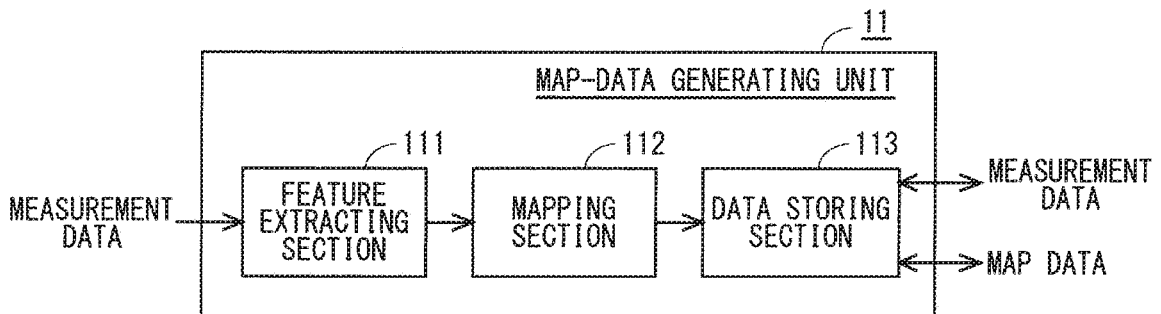 11
MAP-DATA GENERATING UNIT
111
112
113
MEASUREMENT
DATA
FEATURE
EXTRACTING
SECTION
MAPPING
SECTION
DATA STORING
SECTION
MEASUREMENT
DATA
MAP DATA